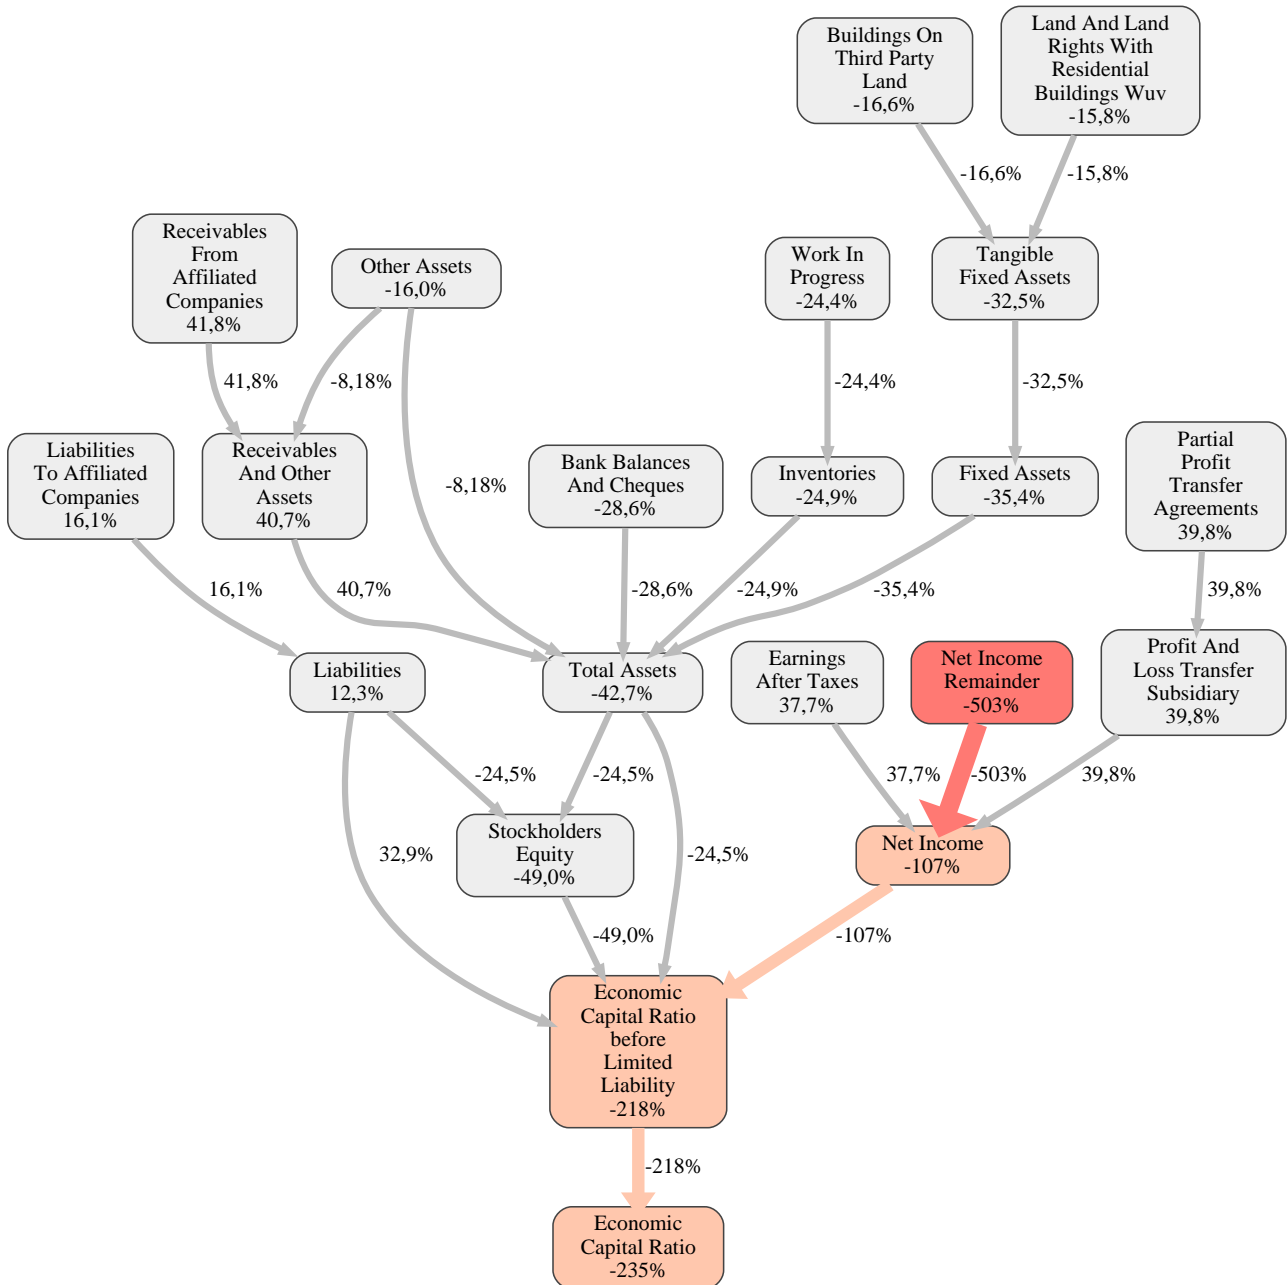 Buildings On
Third Party
Land
-16,6%
Land And Land
Rights With
Residential
Buildings Wuv
-15,8%
-16,6%
-15,8%
Receivables
From
Affiliated
Companies
41,8%
Other Assets
-16,0%
Work In
Progress
-24,4%
Tangible
Fixed Assets
-32,5%
41,8%
-8,18%
-24,4%
-32,5%
Liabilities
To Affiliated
Companies
16,1%
Receivables
And Other
Assets
40,7%
-8,18%
Bank Balances
And Cheques
-28,6%
Inventories
-24,9%
Fixed Assets
-35,4%
Partial
Profit
Transfer
Agreements
39,8%
16,1%
40,7%
-28,6%
-24,9%
-35,4%
39,8%
Liabilities
12,3%
Total Assets
-42,7%
Earnings
After Taxes
37,7%
Net Income
Remainder
-503%
Profit And
Loss Transfer
Subsidiary
39,8%
-24,5%
-24,5%
37,7%
-503%
39,8%
32,9%
Stockholders
Equity
-49,0%
-24,5%
Net Income
-107%
-49,0%
-107%
Economic
Capital Ratio
before
Limited
Liability
-218%
-218%
Economic
Capital Ratio
-235%